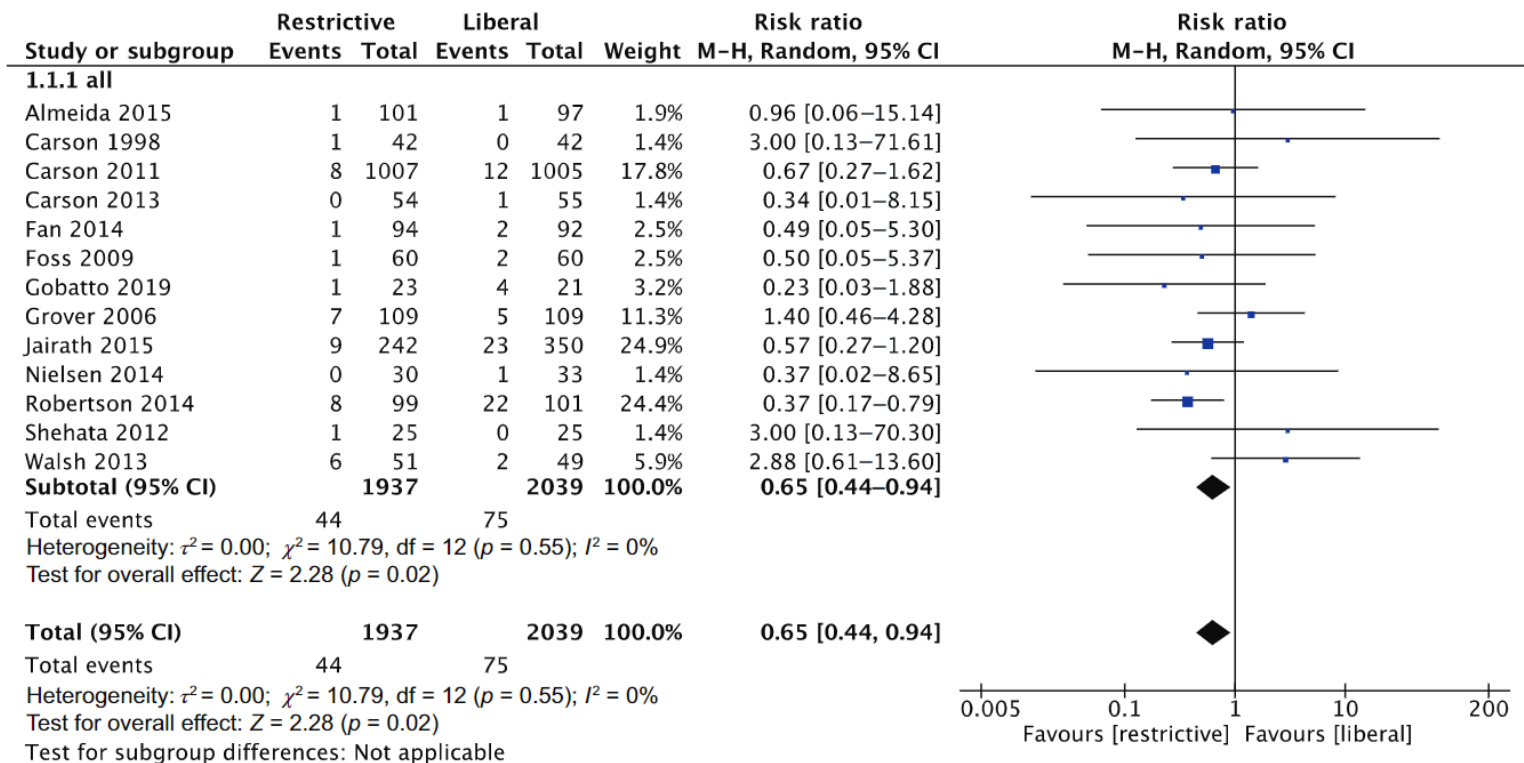 Restrictive Liberal Risk ratio Risk ratio
Study or subgroup Events Total Events Total Weight M-H, Random, 95% CI M-H, Random, 95% CI
1.1.1 all
Almeida 2015 1 101 1 97 1.9% 0.96 [0.06–15.14]
Carson 1998 1 42 0 42 1.4% 3.00 [0.13–71.61]
Carson 2011 8 1007 12 1005 17.8% 0.67 [0.27–1.62]
Carson 2013 0 54 1 55 1.4% 0.34 [0.01–8.15]
Fan 2014 1 94 2 92 2.5% 0.49 [0.05–5.30]
Foss 2009 1 60 2 60 2.5% 0.50 [0.05–5.37]
Gobatto 2019 1 23 4 21 3.2% 0.23 [0.03–1.88]
Grover 2006 7 109 5 109 11.3% 1.40 [0.46–4.28]
Jairath 2015 9 242 23 350 24.9% 0.57 [0.27–1.20]
Nielsen 2014 0 30 1 33 1.4% 0.37 [0.02–8.65]
Robertson 2014 8 99 22 101 24.4% 0.37 [0.17–0.79]
Shehata 2012 1 25 0 25 1.4% 3.00 [0.13–70.30]
Walsh 2013 6 51 2 49 5.9% 2.88 [0.61–13.60]
Subtotal (95% CI) 1937 2039 100.0% 0.65 [0.44–0.94]
Total events 44 75
Heterogeneity: τ² = 0.00; χ² = 10.79, df = 12 (p = 0.55); I² = 0%
Test for overall effect: Z = 2.28 (p = 0.02)
Total (95% CI) 1937 2039 100.0% 0.65 [0.44, 0.94]
Total events 44 75
Heterogeneity: τ² = 0.00; χ² = 10.79, df = 12 (p = 0.55); I² = 0%
Test for overall effect: Z = 2.28 (p = 0.02)
Test for subgroup differences: Not applicable
0.005 0.1 1 10 200
Favours [restrictive] Favours [liberal]